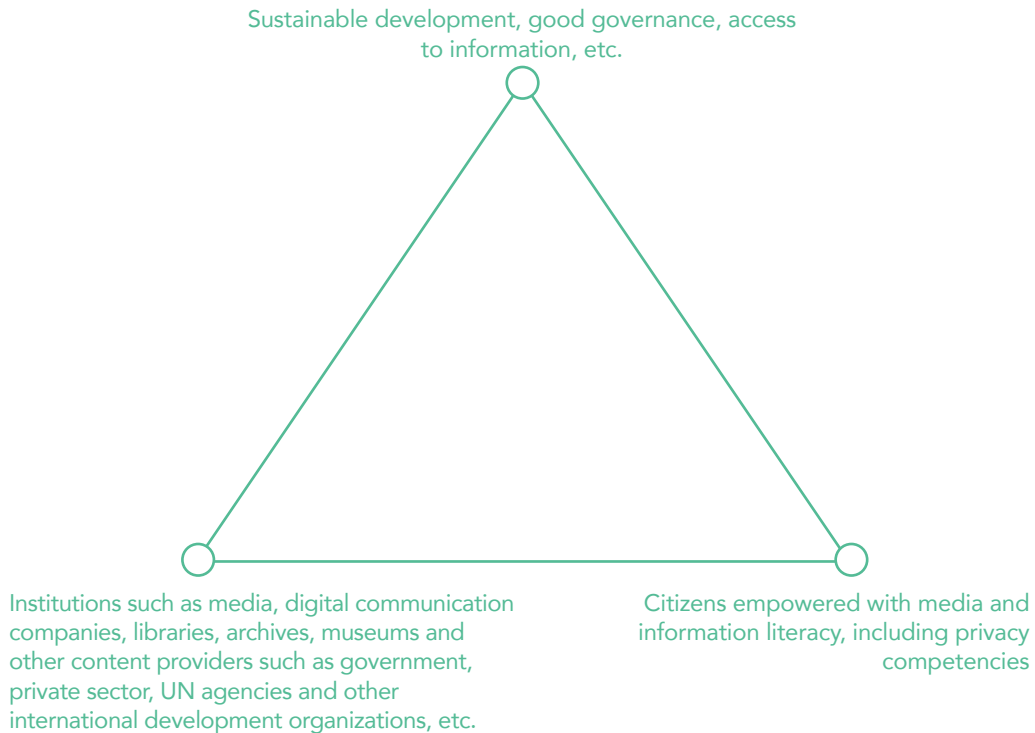 Sustainable development, good governance, access
to information, etc.
Institutions such as media, digital communication
companies, libraries, archives, museums and
other content providers such as government,
private sector, UN agencies and other
international development organizations, etc.
Citizens empowered with media and
information literacy, including privacy
competencies